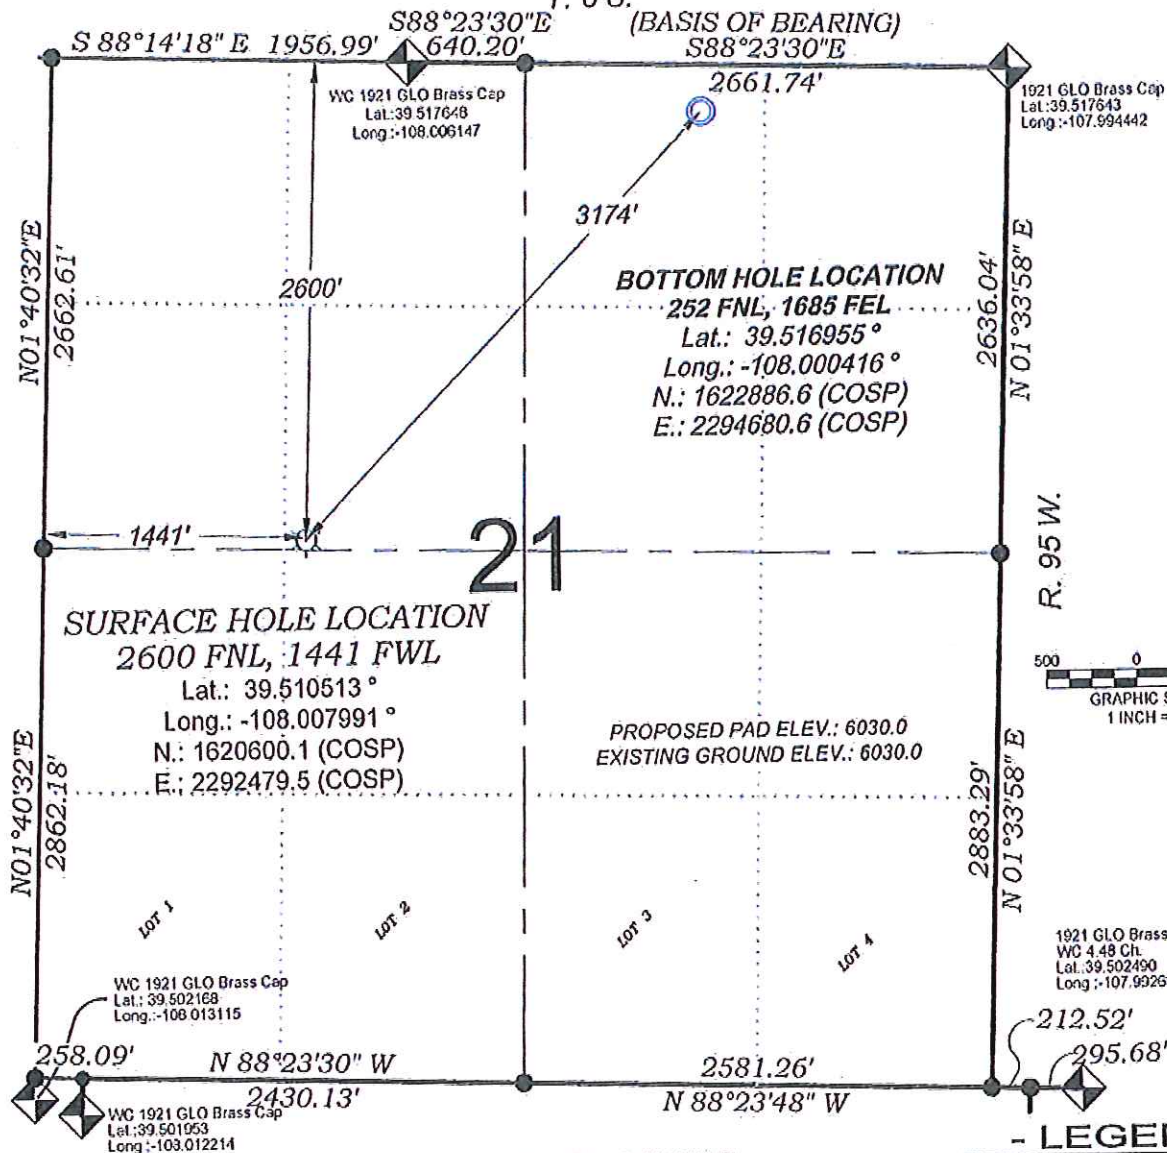 S88°23'30"E (BASIS OF BEARING)
S 88°14'18" E 1956.99' 640.20' S88°23'30"E
2661.74'
WC 1921 GLO Brass Cap
Lat.:39.517648
Long.:-108.006147
1921 GLO Brass Cap
Lat.:39.517643
Long.:-107.994442
3174'
N01°40'32"E
2662.61'
2600'
BOTTOM HOLE LOCATION
252 FNL, 1685 FEL
Lat.: 39.516955°
Long.: -108.000416°
N.: 1622886.6 (COSP)
E.: 2294680.6 (COSP)
2636.04'
N 01°33'58" E
1441'
21
R. 95 W.
SURFACE HOLE LOCATION
2600 FNL, 1441 FWL
Lat.: 39.510513°
Long.: -108.007991°
N.: 1620600.1 (COSP)
E.: 2292479.5 (COSP)
500 0
GRAPHIC S
1 INCH =
PROPOSED PAD ELEV.: 6030.0
EXISTING GROUND ELEV.: 6030.0
N01°40'32"E
2862.18'
2883.29'
N 01°33'58" E
LOT 1
LOT 2
LOT 3
LOT 4
1921 GLO Brass
WC 4.48 Ch.
Lat.:39.502490
Long.:-107.9926
WC 1921 GLO Brass Cap
Lat.: 39.502168
Long.:-108.013115
258.09' N 88°23'30" W 2581.26' 212.52' 295.68'
2430.13' N 88°23'48" W
WC 1921 GLO Brass Cap
Lat.:39.501953
Long.:-108.012214
- LEGE